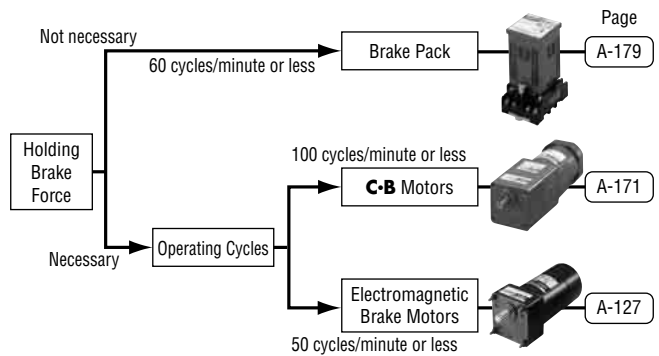 Page
Not necessary
60 cycles/minute or less
Brake Pack
A-179
Holding
Brake
Force
100 cycles/minute or less
C·B Motors
A-171
Necessary
Operating Cycles
Electromagnetic
Brake Motors
A-127
50 cycles/minute or less